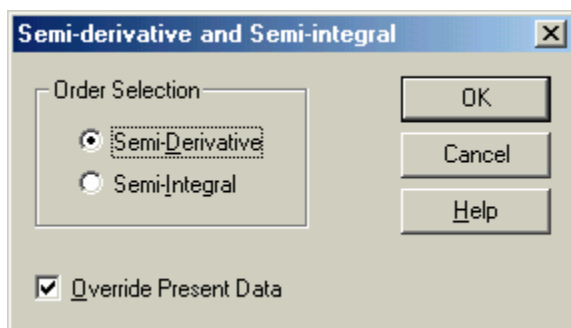 Semi-derivative and Semi-integral
Order Selection
Semi-Derivative
Semi-Integral
OK
Cancel
Help
Override Present Data